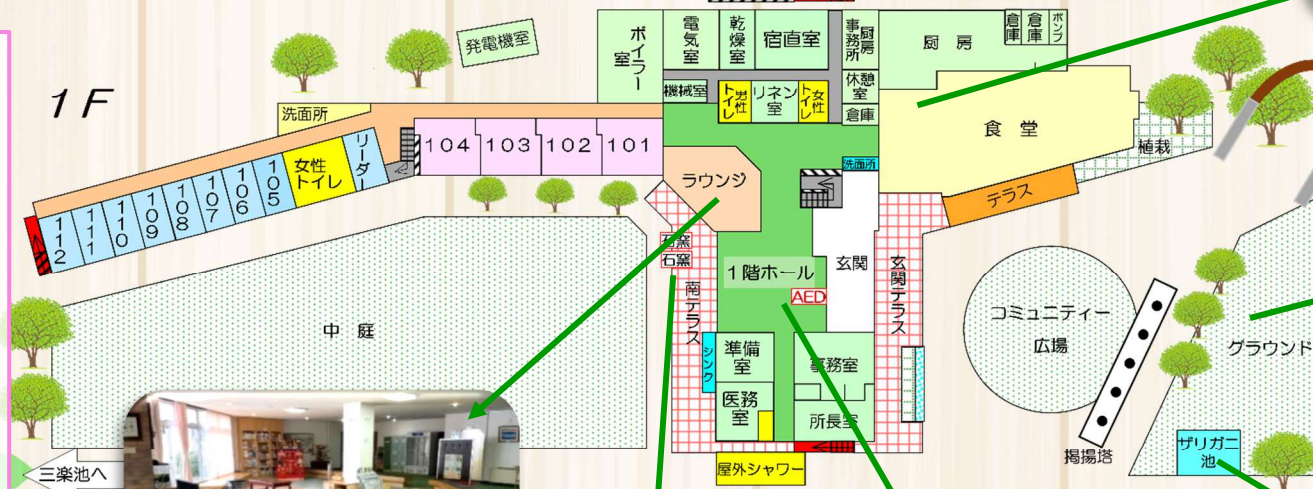 1F
発電機室
ボイラー室
電気室
乾燥室
宿直室
厨房事務所
厨房
倉庫
倉庫
ポンプ
機械室
男性トイレ
リネン室
女性トイレ
休憩室
倉庫
洗面所
リーダー
女性トイレ
104
103
102
101
112
111
110
109
108
107
106
105
ラウンジ
洗面所
食堂
植栽
テラス
石窯
石窯
1階ホール
玄関
AED
南テラス
玄関テラス
中庭
シンク
準備室
事務室
医務室
所長室
屋外シャワー
コミュニティー広場
掲揚塔
グラウンド
ザリガニ池
三楽池へ